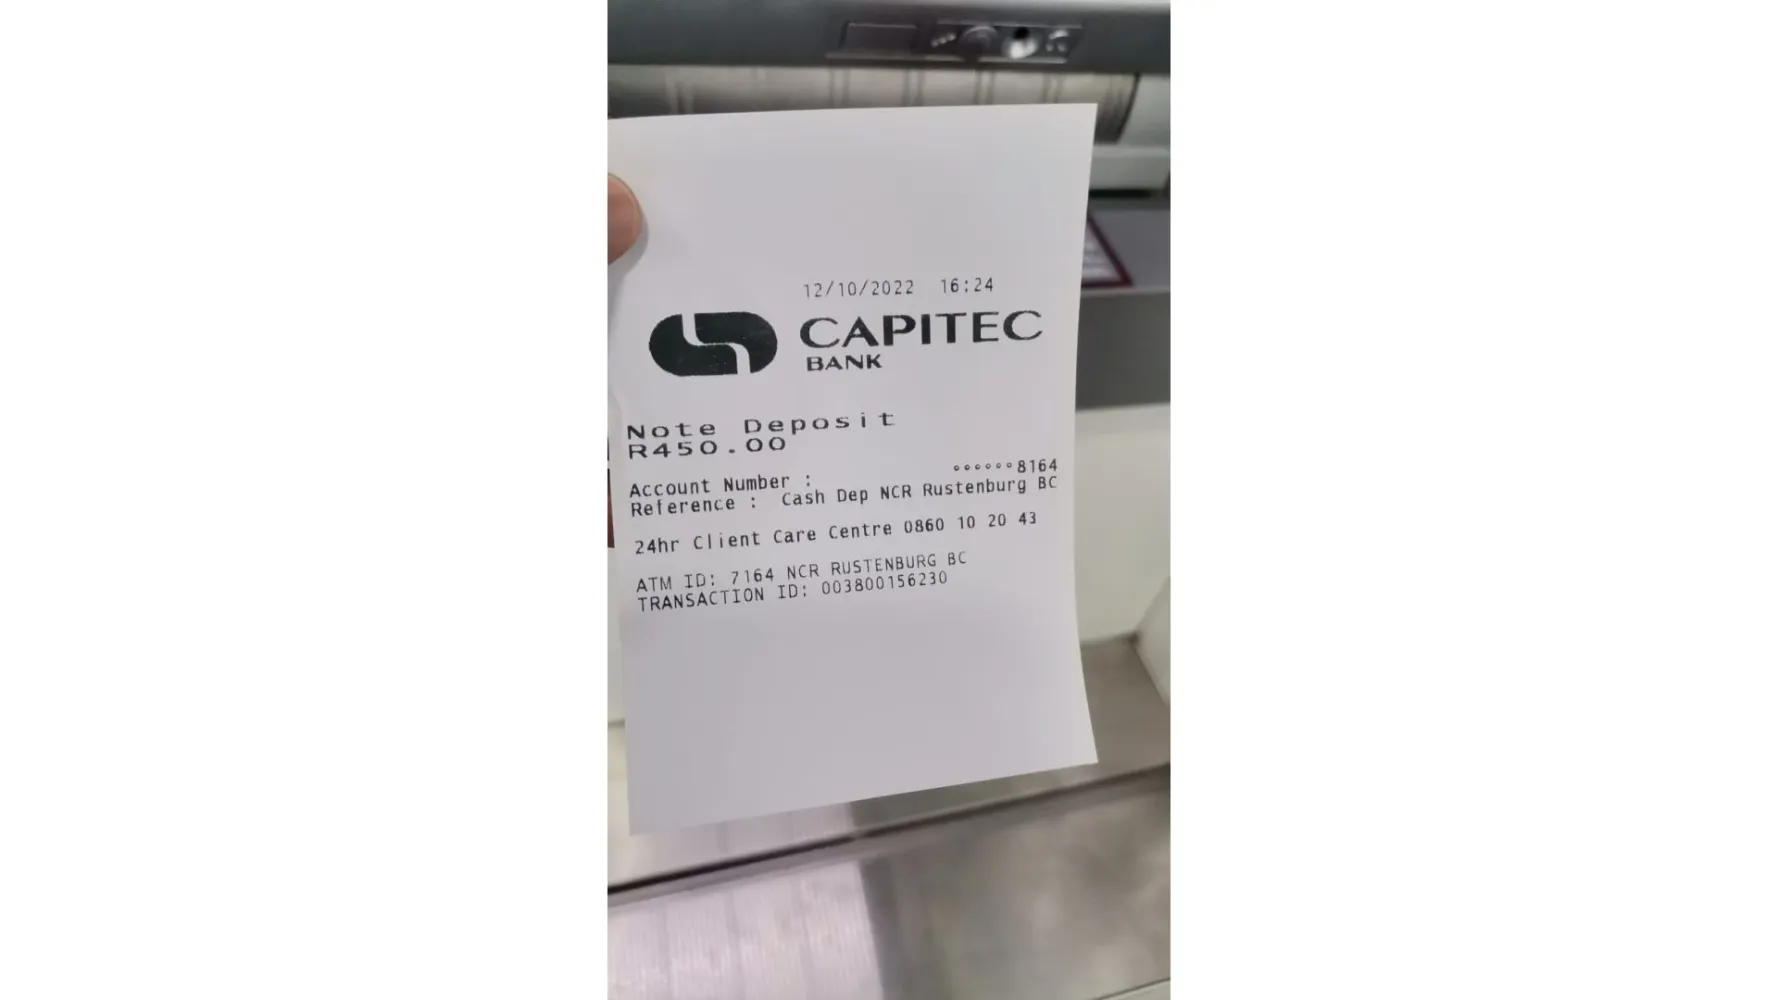 12/10/2022 16:24
CAPITEC
BANK
Note Deposit
R450.00
Account Number : °°°°°°8164
Reference : Cash Dep NCR Rustenburg BC
24hr Client Care Centre 0860 10 20 43
ATM ID: 7164 NCR RUSTENBURG BC
TRANSACTION ID: 003800156230